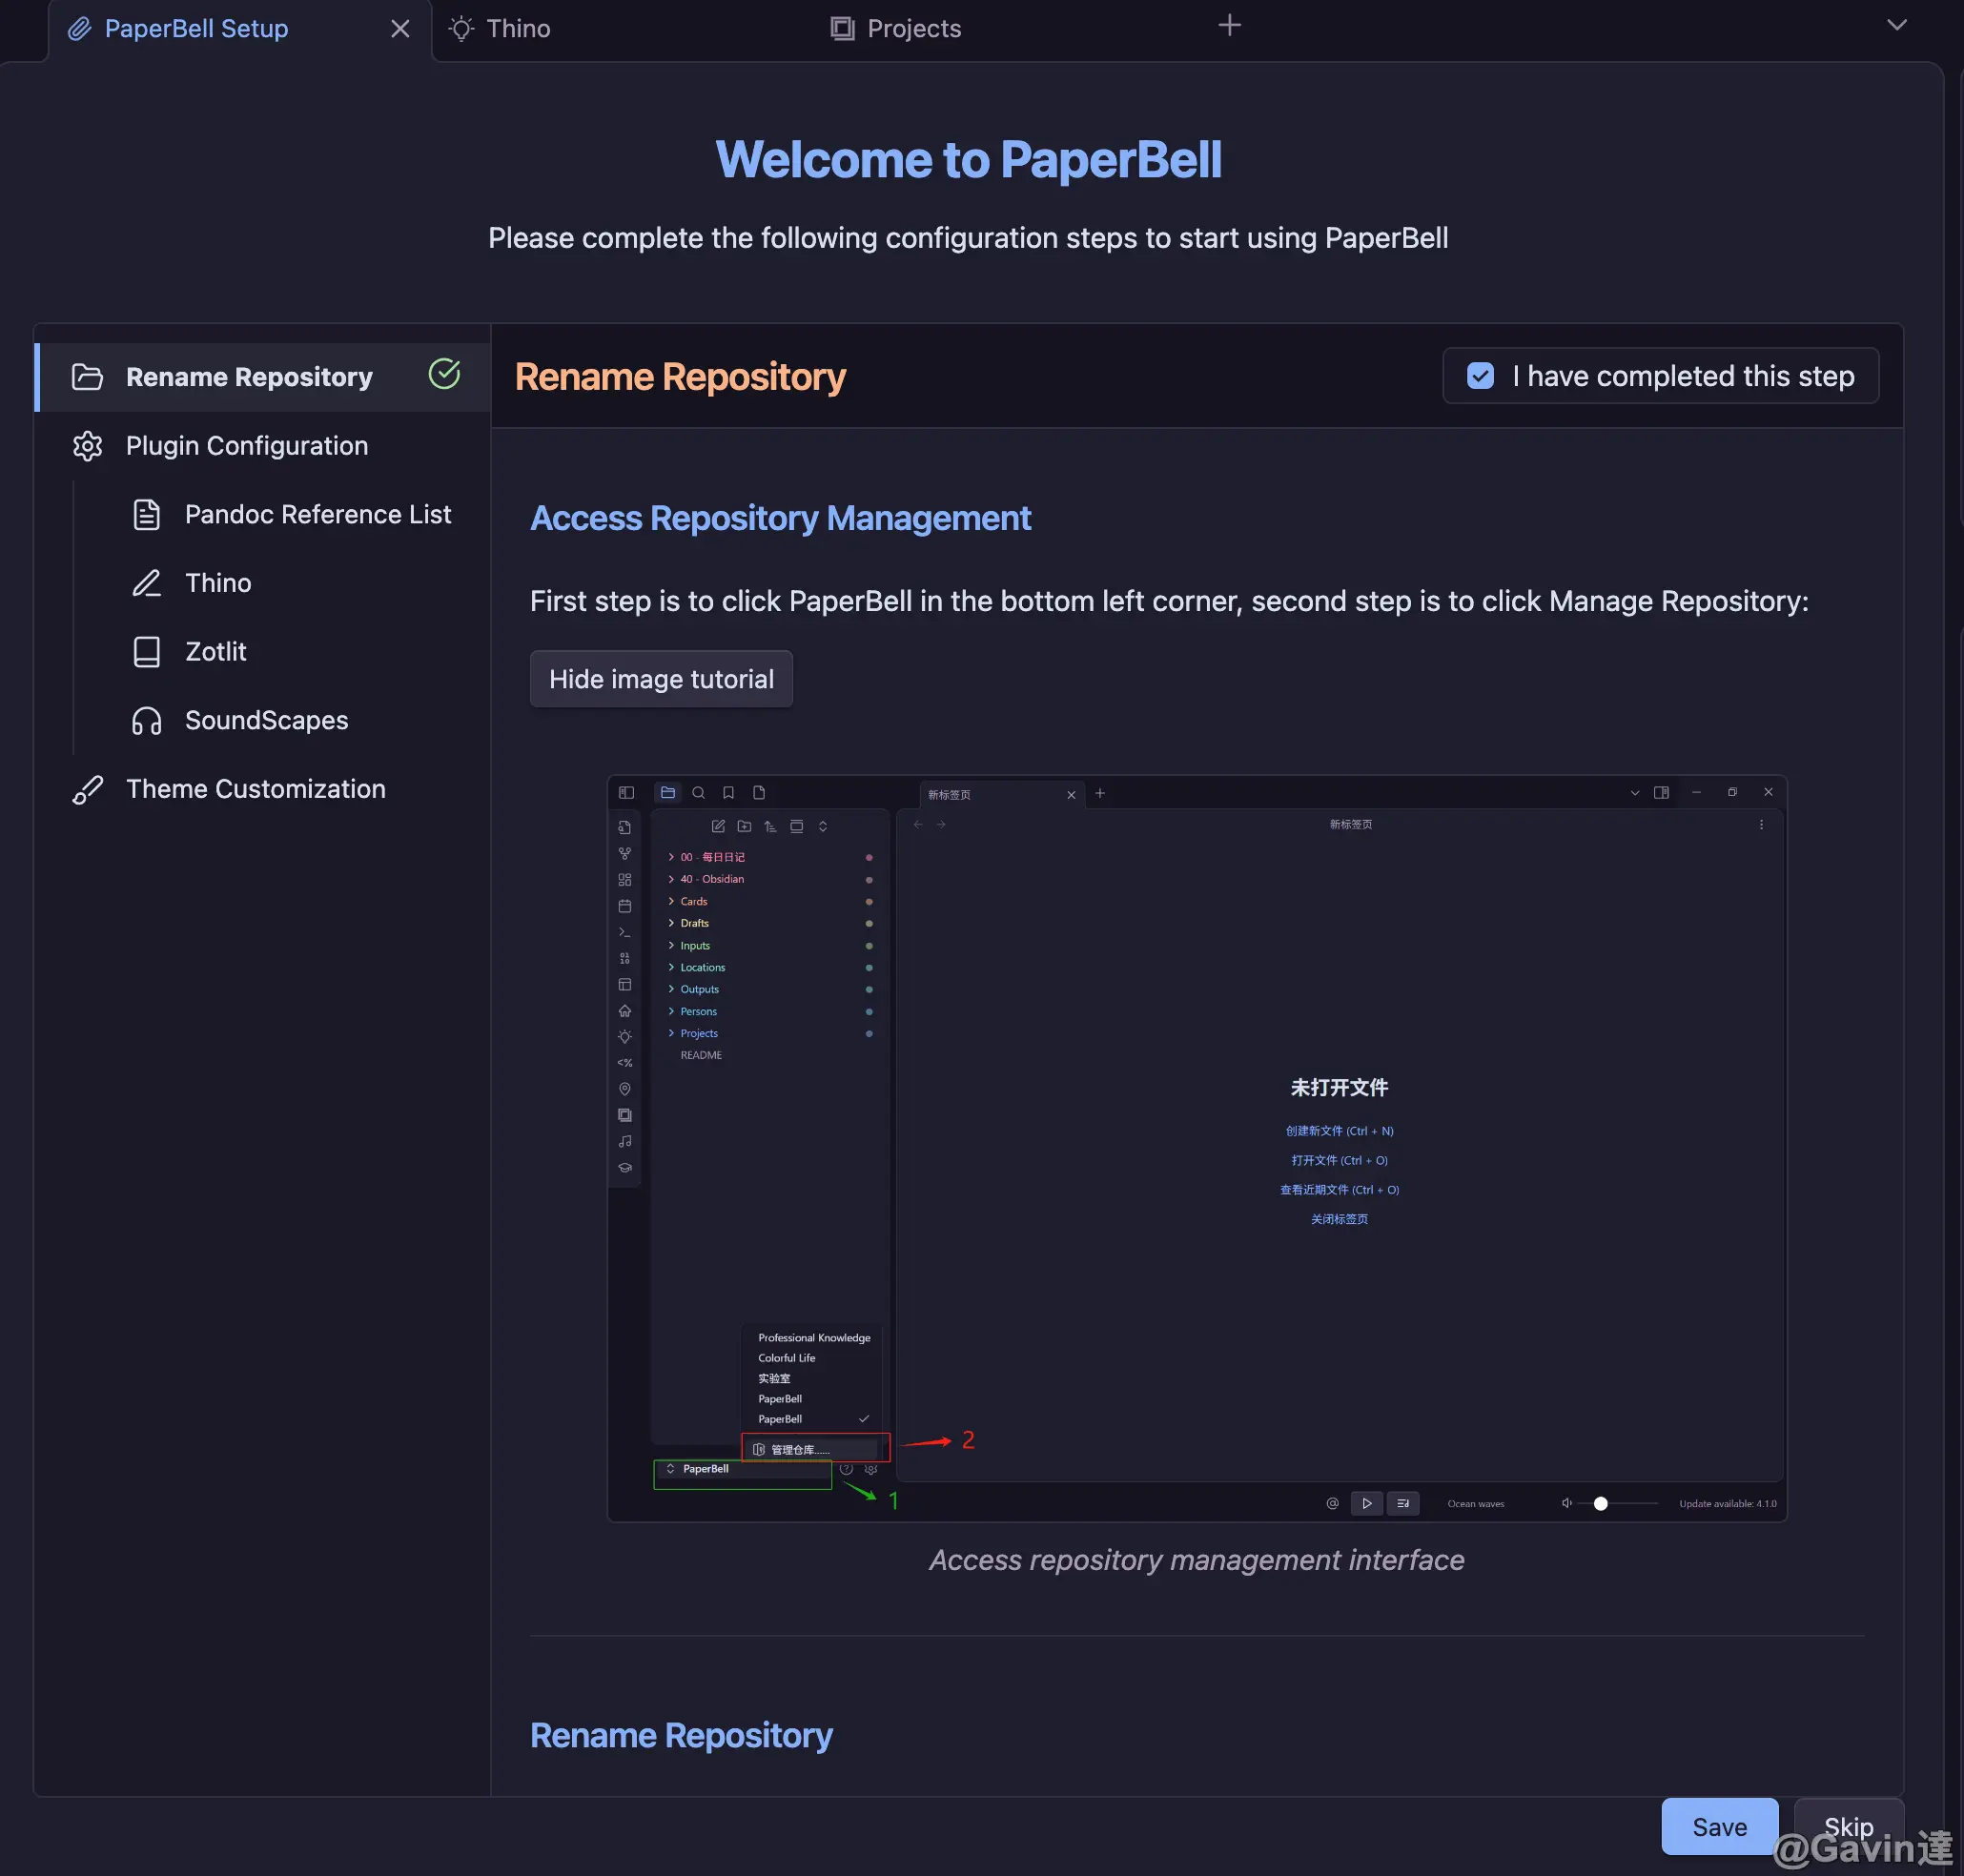 PaperBell Setup
Thino
Projects
Welcome to PaperBell
Please complete the following configuration steps to start using PaperBell
Rename Repository
Plugin Configuration
Pandoc Reference List
Thino
Zotlit
SoundScapes
Theme Customization
Rename Repository
I have completed this step
Access Repository Management
First step is to click PaperBell in the bottom left corner, second step is to click Manage Repository:
Hide image tutorial
新标签页
新标签页
00 - 每日日记
40 - Obsidian
Cards
Drafts
Inputs
Locations
Outputs
Persons
Projects
README
未打开文件
创建新文件 (Ctrl + N)
打开文件 (Ctrl + O)
查看近期文件 (Ctrl + O)
关闭标签页
Professional Knowledge
Colorful Life
实验室
PaperBell
PaperBell
管理仓库......
2
PaperBell
1
Ocean waves
Update available: 4.1.0
Access repository management interface
Rename Repository
Save
Skip
@Gavin達